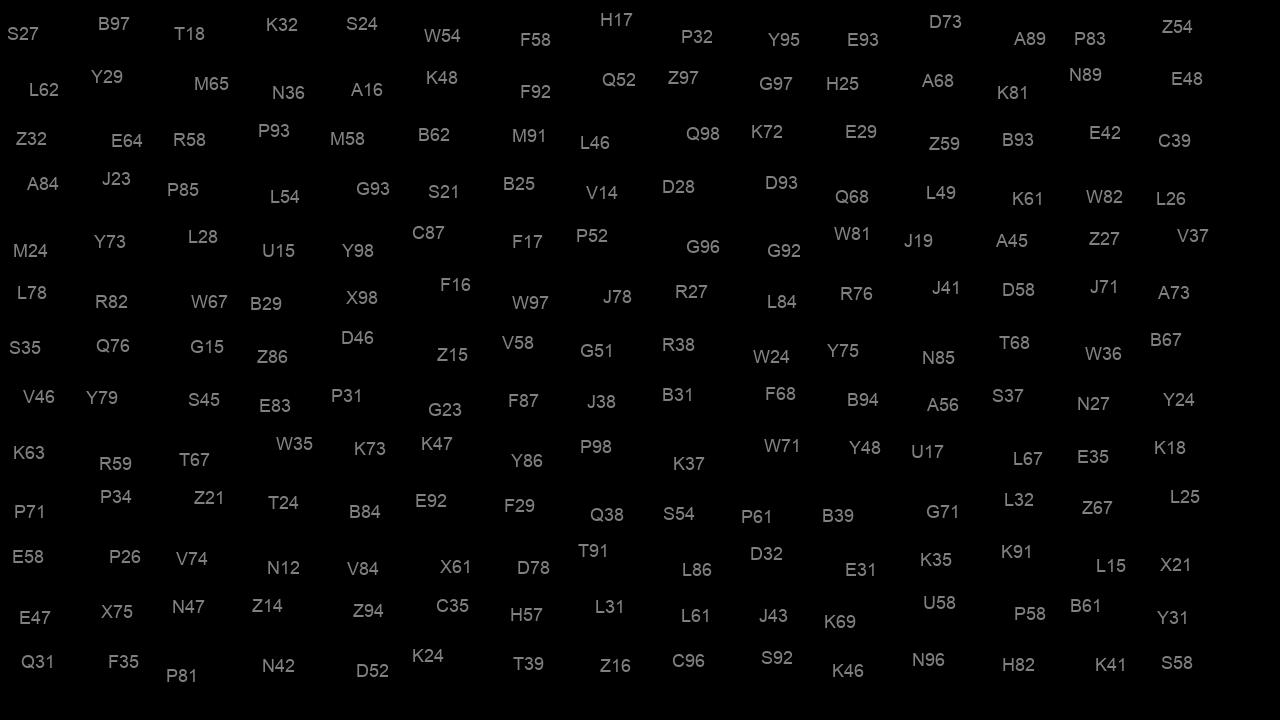 S27 B97 T18 K32 S24 W54 F58 H17 P32 Y95 E93 D73 A89 P83 Z54
L62 Y29 M65 N36 A16 K48 F92 Q52 Z97 G97 H25 A68 K81 N89 E48
Z32 E64 R58 P93 M58 B62 M91 L46 Q98 K72 E29 Z59 B93 E42 C39
A84 J23 P85 L54 G93 S21 B25 V14 D28 D93 Q68 L49 K61 W82 L26
M24 Y73 L28 U15 Y98 C87 F17 P52 G96 G92 W81 J19 A45 Z27 V37
L78 R82 W67 B29 X98 F16 W97 J78 R27 L84 R76 J41 D58 J71 A73
S35 Q76 G15 Z86 D46 Z15 V58 G51 R38 W24 Y75 N85 T68 W36 B67
V46 Y79 S45 E83 P31 G23 F87 J38 B31 F68 B94 A56 S37 N27 Y24
K63 R59 T67 W35 K73 K47 Y86 P98 K37 W71 Y48 U17 L67 E35 K18
P71 P34 Z21 T24 B84 E92 F29 Q38 S54 P61 B39 G71 L32 Z67 L25
E58 P26 V74 N12 V84 X61 D78 T91 L86 D32 E31 K35 K91 L15 X21
E47 X75 N47 Z14 Z94 C35 H57 L31 L61 J43 K69 U58 P58 B61 Y31
Q31 F35 P81 N42 D52 K24 T39 Z16 C96 S92 K46 N96 H82 K41 S58